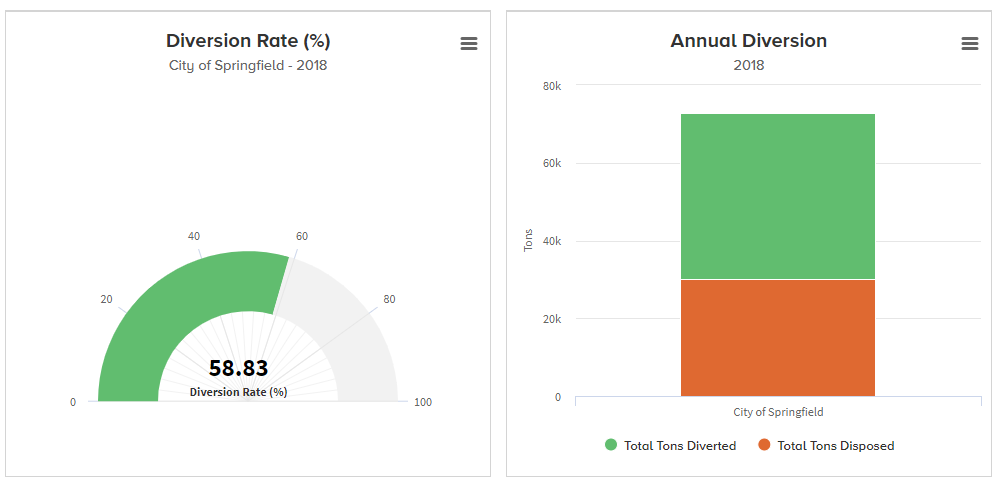 Diversion Rate (%)
City of Springfield - 2018
40
60
20
80
58.83
Diversion Rate (%)
0
100
Annual Diversion
2018
80k
60k
40k
20k
0
Tons
City of Springfield
Total Tons Diverted
Total Tons Disposed